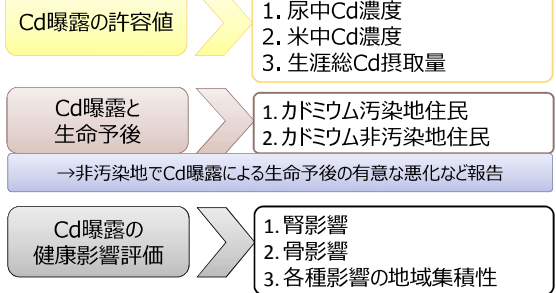 Cd曝露の許容値
1. 尿中Cd濃度
2. 米中Cd濃度
3. 生涯総Cd摂取量
Cd曝露と
生命予後
1. カドミウム汚染地住民
2. カドミウム非汚染地住民
→非汚染地でCd曝露による生命予後の有意な悪化など報告
Cd曝露の
健康影響評価
1. 腎影響
2. 骨影響
3. 各種影響の地域集積性